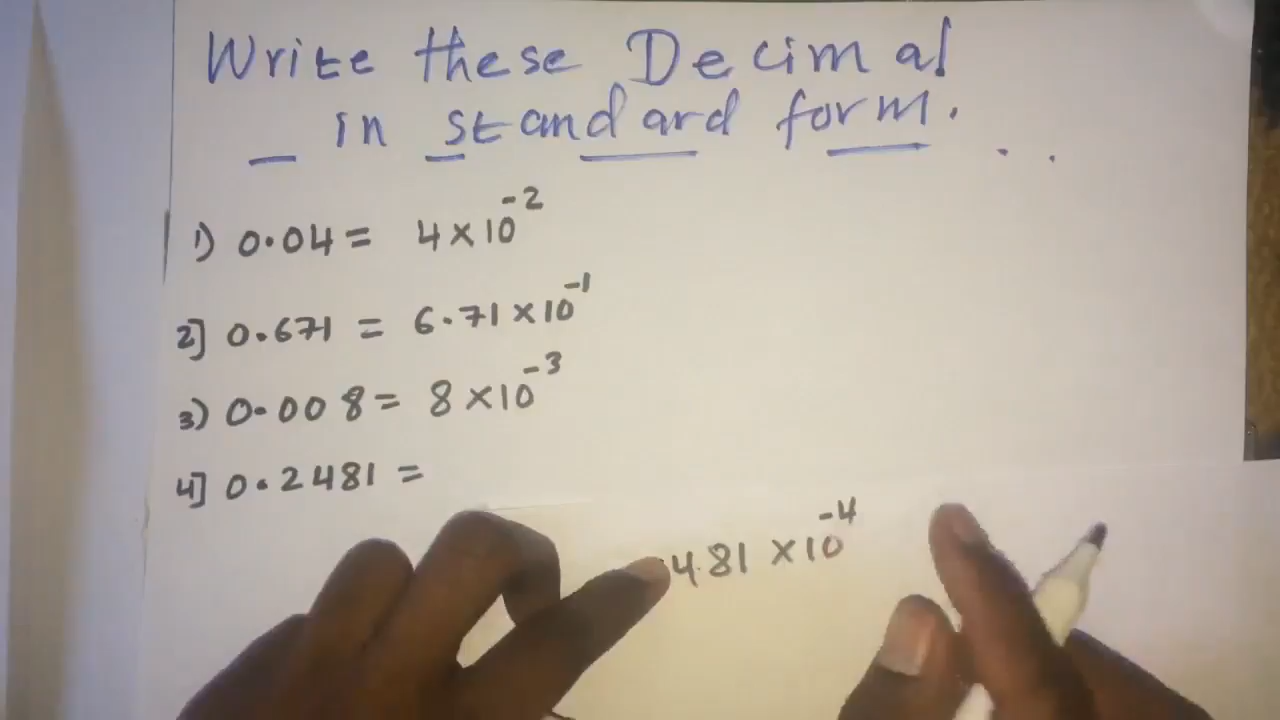 Write these Decimal
in standard form.
1) 0.04 = 4×10⁻²
2] 0.671 = 6.71×10⁻¹
3) 0.008 = 8×10⁻³
4] 0.2481 =
4.81 ×10⁻⁴